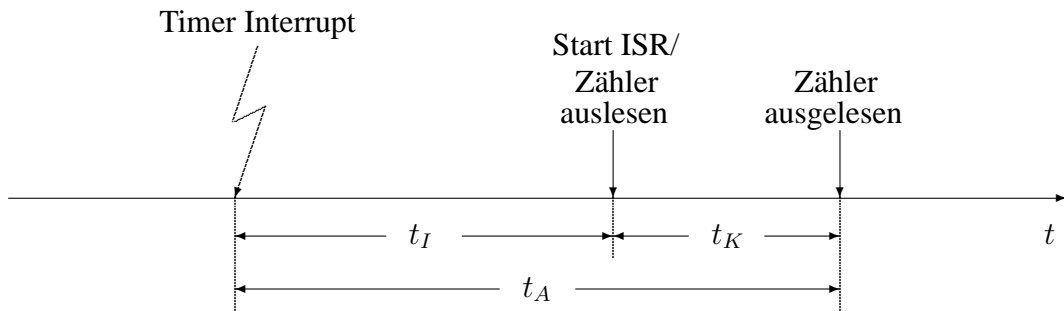 Timer Interrupt
Start ISR/
Zähler
auslesen
Zähler
ausgelesen
t_I
t_K
t
t_A